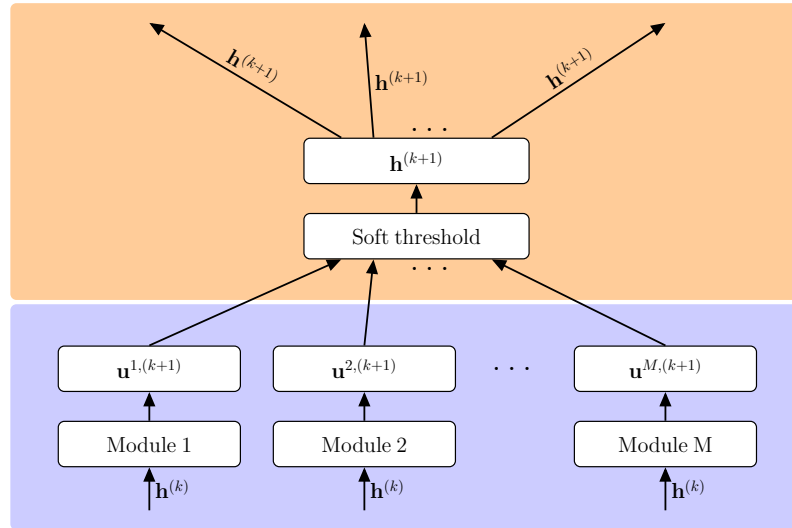 h^(k+1) h^(k+1) h^(k+1)
. . .
h^(k+1)
Soft threshold
. . .
u^1,(k+1) u^2,(k+1) . . . u^M,(k+1)
Module 1 Module 2 Module M
h^(k) h^(k) h^(k)